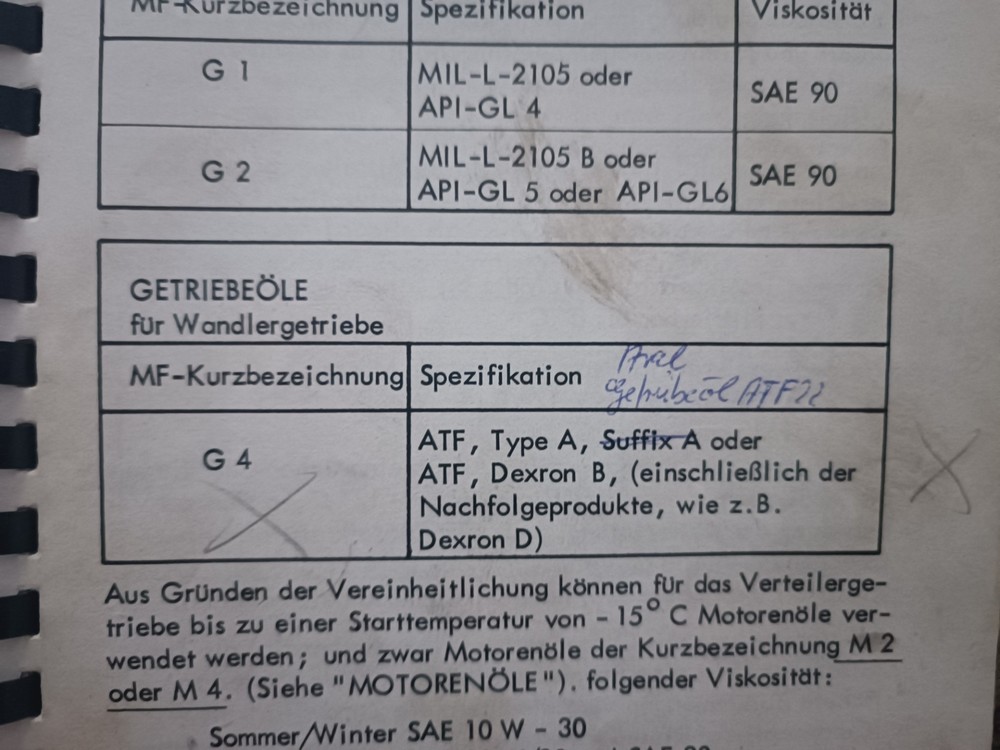 MF-Kurzbezeichnung Spezifikation Viskosität
G 1 MIL-L-2105 oder API-GL 4 SAE 90
G 2 MIL-L-2105 B oder API-GL 5 oder API-GL6 SAE 90
GETRIEBEÖLE
für Wandlergetriebe
MF-Kurzbezeichnung Spezifikation
Aral
Getriebeöl ATF22
G 4
ATF, Type A, Suffix A oder
ATF, Dexron B, (einschließlich der
Nachfolgeprodukte, wie z.B.
Dexron D)
Aus Gründen der Vereinheitlichung können für das Verteilerge-
triebe bis zu einer Starttemperatur von - 15° C Motorenöle ver-
wendet werden; und zwar Motorenöle der Kurzbezeichnung M 2
oder M 4. (Siehe "MOTORENÖLE"). folgender Viskosität:
Sommer/Winter SAE 10 W - 30